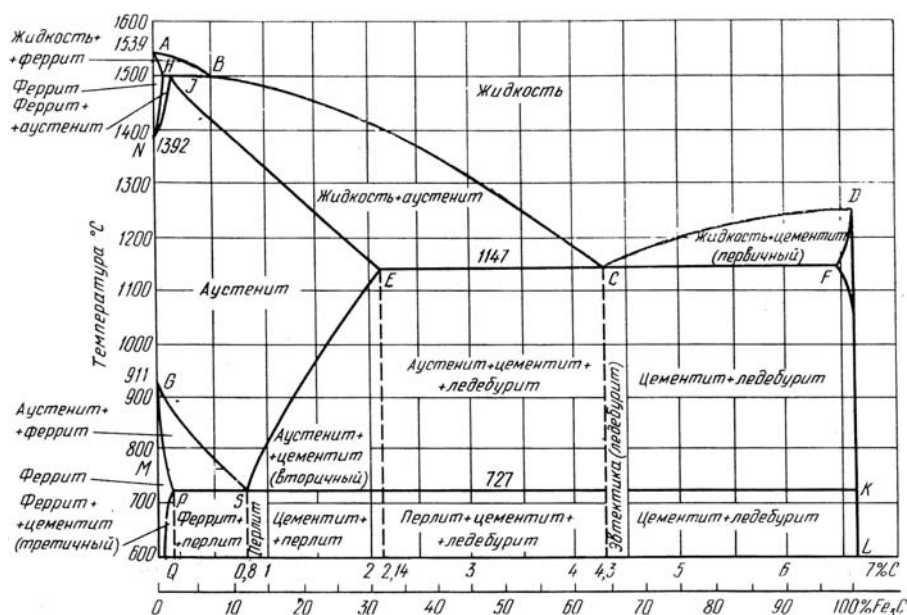 1600
1539
A
Жидкость+
+феррит
H
B
1500
J
Феррит
Феррит+
+аустенит
Жидкость
1400
N
1392
1300
Жидкость+аустенит
D
1200
Жидкость+цементит
(первичный)
1147
E
C
F
1100
Аустенит
Температура °C
1000
Аустенит+цементит+
+ледебурит
Цементит+ледебурит
911
G
900
Аустенит+
+феррит
800
Аустенит+
+цементит
(вторичный)
Эвтектика (ледебурит)
M
727
Феррит
P
S
K
700
Феррит+
+цементит
(третичный)
Феррит+
+перлит
Перлит
Цементит+
+перлит
Перлит+цементит+
+ледебурит
Цементит+ледебурит
600
L
Q
0,8
1
2
2,14
3
4
4,3
5
6
7%C
0
10
20
30
40
50
60
70
80
90
100%Fe3C